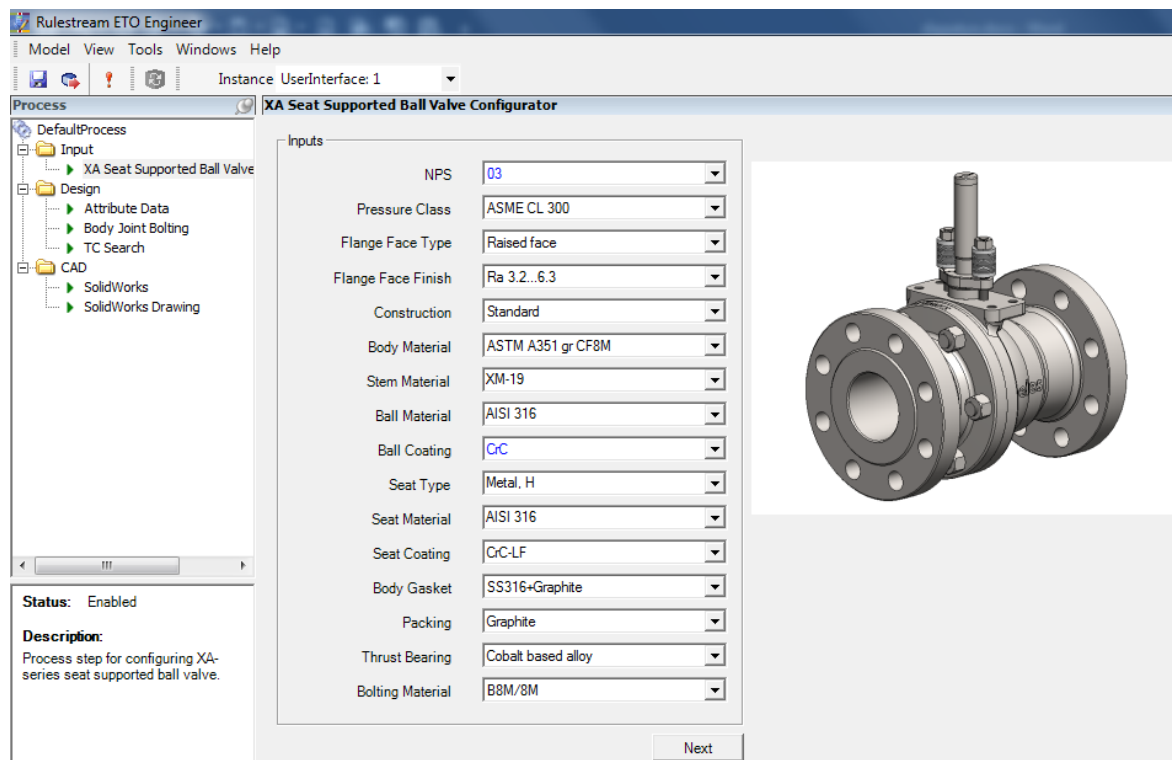 Rulestream ETO Engineer
Model View Tools Windows Help
Instance UserInterface: 1
Process
XA Seat Supported Ball Valve Configurator
DefaultProcess
Input
XA Seat Supported Ball Valve
Design
Attribute Data
Body Joint Bolting
TC Search
CAD
SolidWorks
SolidWorks Drawing
Inputs
NPS 03
Pressure Class ASME CL 300
Flange Face Type Raised face
Flange Face Finish Ra 3.2...6.3
Construction Standard
Body Material ASTM A351 gr CF8M
Stem Material XM-19
Ball Material AISI 316
Ball Coating CrC
Seat Type Metal, H
Seat Material AISI 316
Seat Coating CrC-LF
Body Gasket SS316+Graphite
Packing Graphite
Thrust Bearing Cobalt based alloy
Bolting Material B8M/8M
Next
Status: Enabled
Description:
Process step for configuring XA-
series seat supported ball valve.